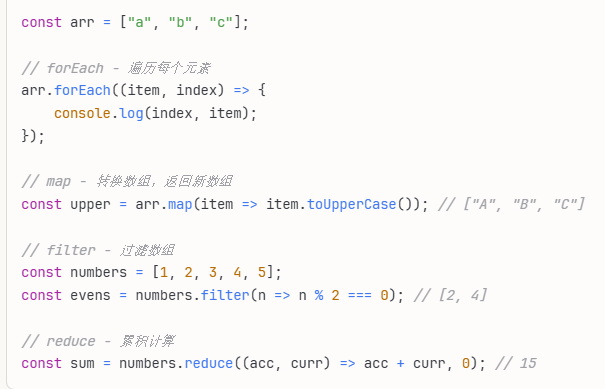 const arr = ["a", "b", "c"];

// forEach - 遍历每个元素
arr.forEach((item, index) => {
    console.log(index, item);
});

// map - 转换数组，返回新数组
const upper = arr.map(item => item.toUpperCase()); // ["A", "B", "C"]

// filter - 过滤数组
const numbers = [1, 2, 3, 4, 5];
const evens = numbers.filter(n => n % 2 === 0); // [2, 4]

// reduce - 累积计算
const sum = numbers.reduce((acc, curr) => acc + curr, 0); // 15